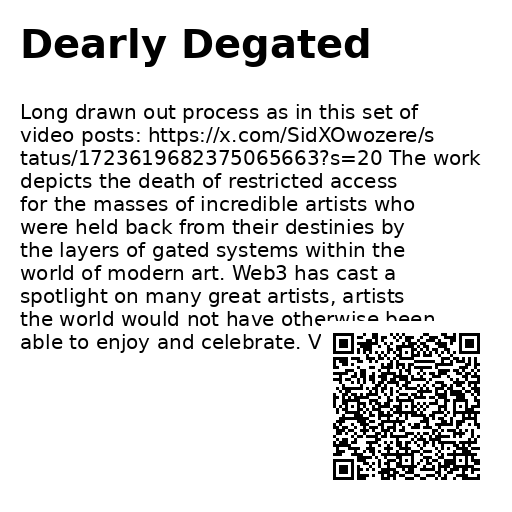 Dearly Degated
Long drawn out process as in this set of
video posts: https://x.com/SidXOwozere/s
tatus/1723619682375065663?s=20 The work
depicts the death of restricted access
for the masses of incredible artists who
were held back from their destinies by
the layers of gated systems within the
world of modern art. Web3 has cast a
spotlight on many great artists, artists
the world would not have otherwise been
able to enjoy and celebrate. V